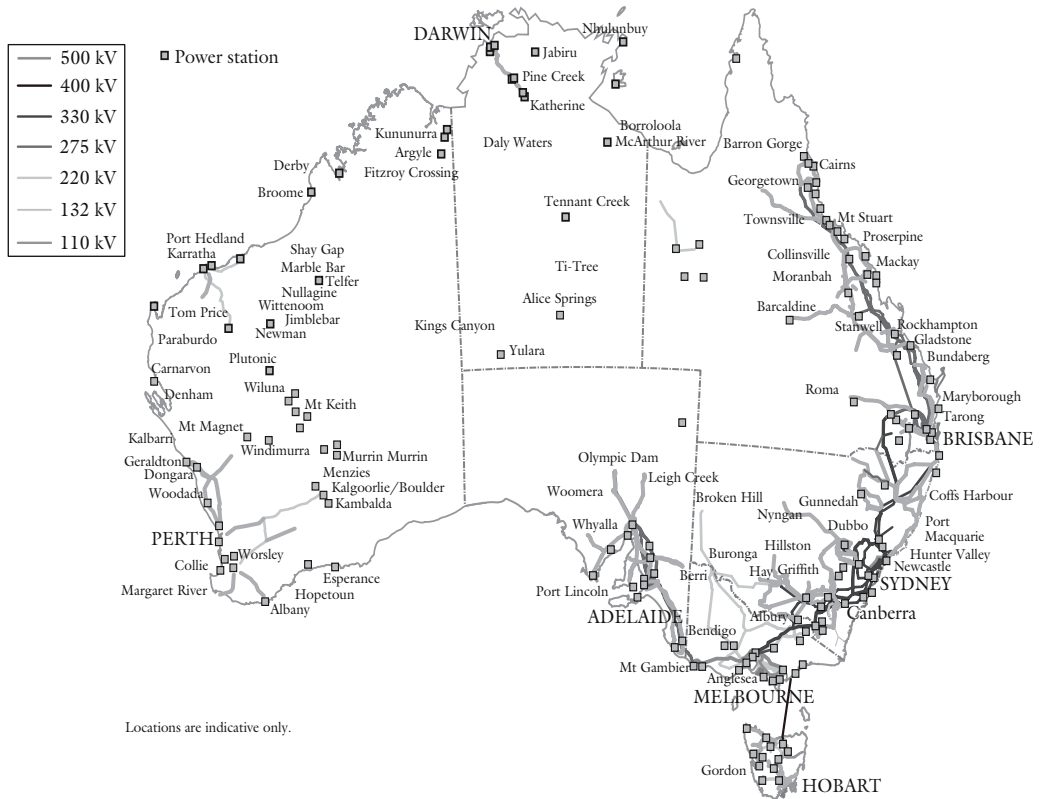 500 kV
400 kV
330 kV
275 kV
220 kV
132 kV
110 kV
Power station
DARWIN
Nhulunbuy
Jabiru
Pine Creek
Katherine
Kununurra
Argyle
Daly Waters
Borroloola
McArthur River
Barron Gorge
Cairns
Derby
Fitzroy Crossing
Georgetown
Broome
Tennant Creek
Townsville
Mt Stuart
Proserpine
Port Hedland
Karratha
Shay Gap
Marble Bar
Telfer
Nullagine
Ti-Tree
Collinsville
Mackay
Moranbah
Wittenoom
Jimblebar
Newman
Tom Price
Paraburdo
Alice Springs
Kings Canyon
Yulara
Barcaldine
Stanwell
Rockhampton
Gladstone
Bundaberg
Plutonic
Carnarvon
Denham
Wiluna
Mt Keith
Roma
Maryborough
Tarong
BRISBANE
Mt Magnet
Kalbarri
Windimurra
Murrin Murrin
Geraldton
Dongara
Menzies
Kalgoorlie/Boulder
Woodada
Kambalda
Olympic Dam
Leigh Creek
Woomera
Broken Hill
Gunnedah
Coffs Harbour
Nyngan
Whyalla
Dubbo
Port
Macquarie
PERTH
Worsley
Collie
Buronga
Hillston
Hunter Valley
Newcastle
Margaret River
Esperance
Hopetoun
Albany
Port Lincoln
Berri
Hay
Griffith
SYDNEY
ADELAIDE
Albury
Canberra
Bendigo
Mt Gambier
Anglesea
MELBOURNE
Locations are indicative only.
Gordon
HOBART